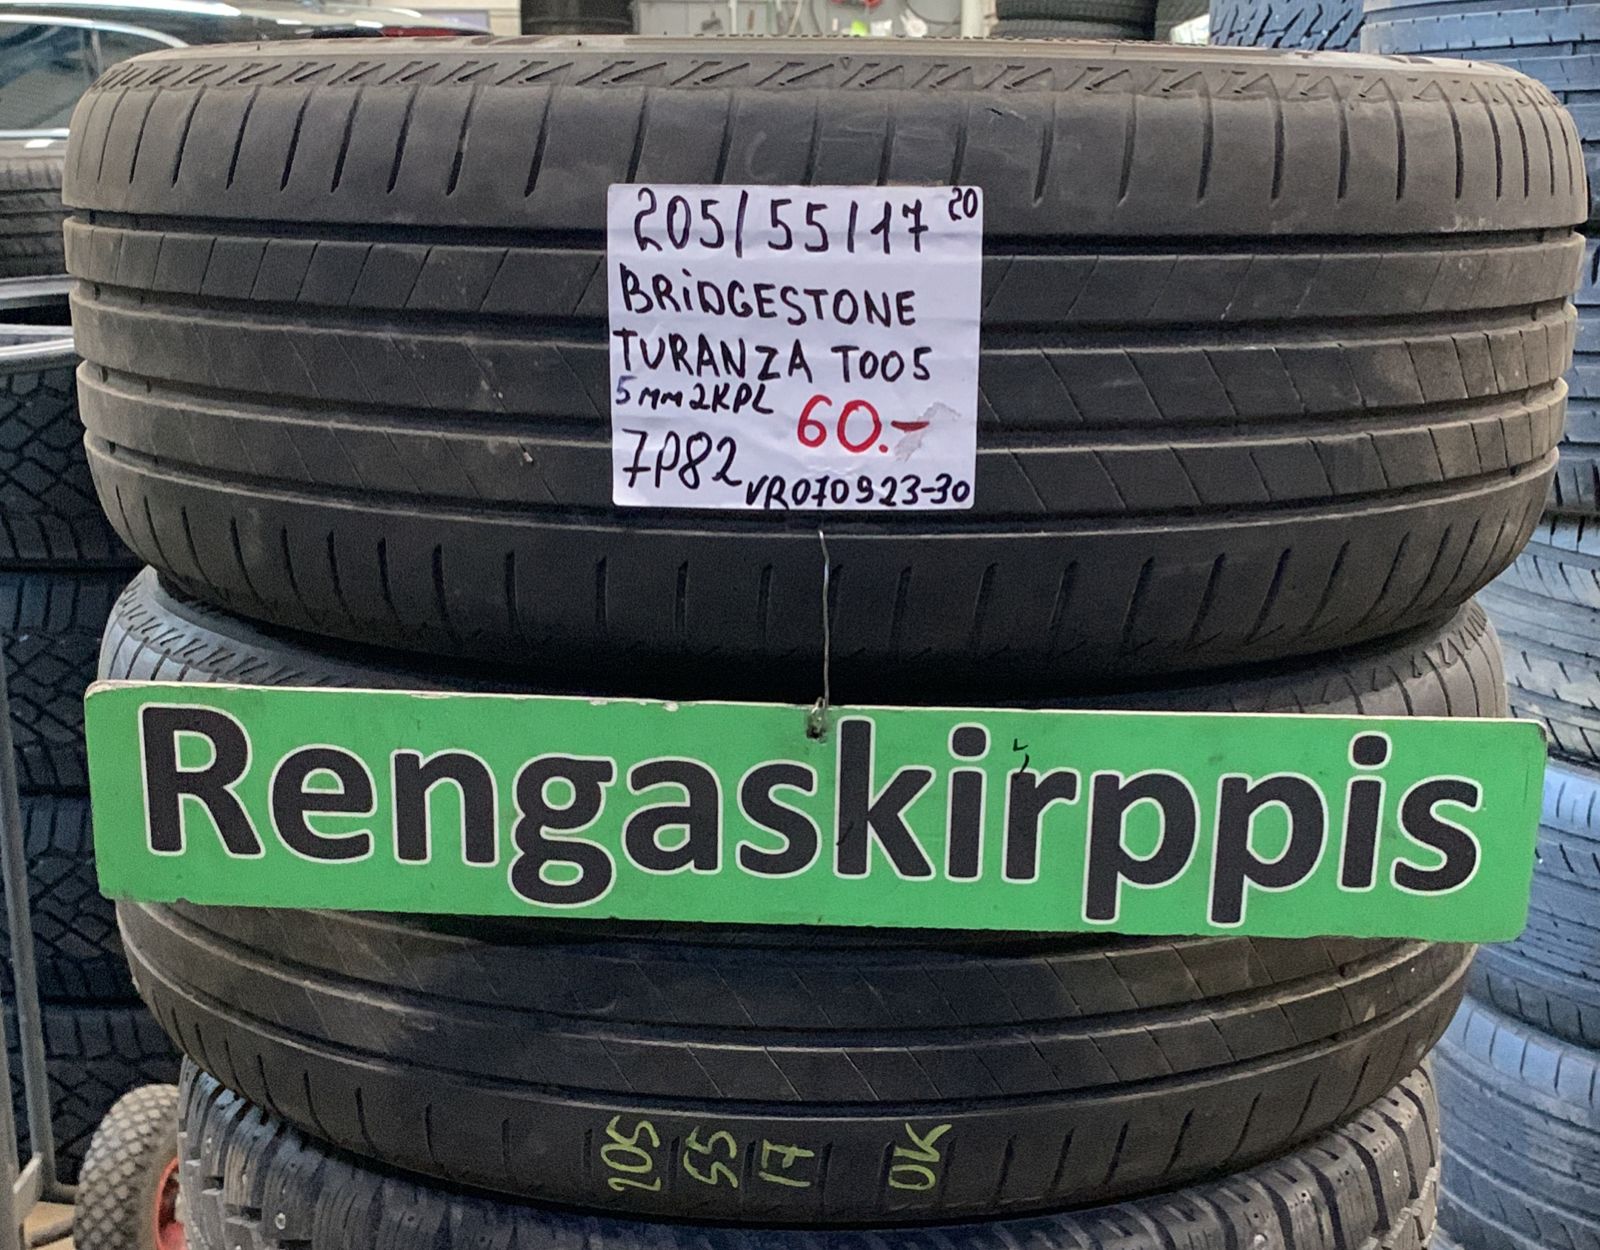 205/55/17 20
BRIDGESTONE
TURANZA T005
5mm 2KPL 60.-
7P82
VR070923-30
Rengaskirppis
205 55 17 OK